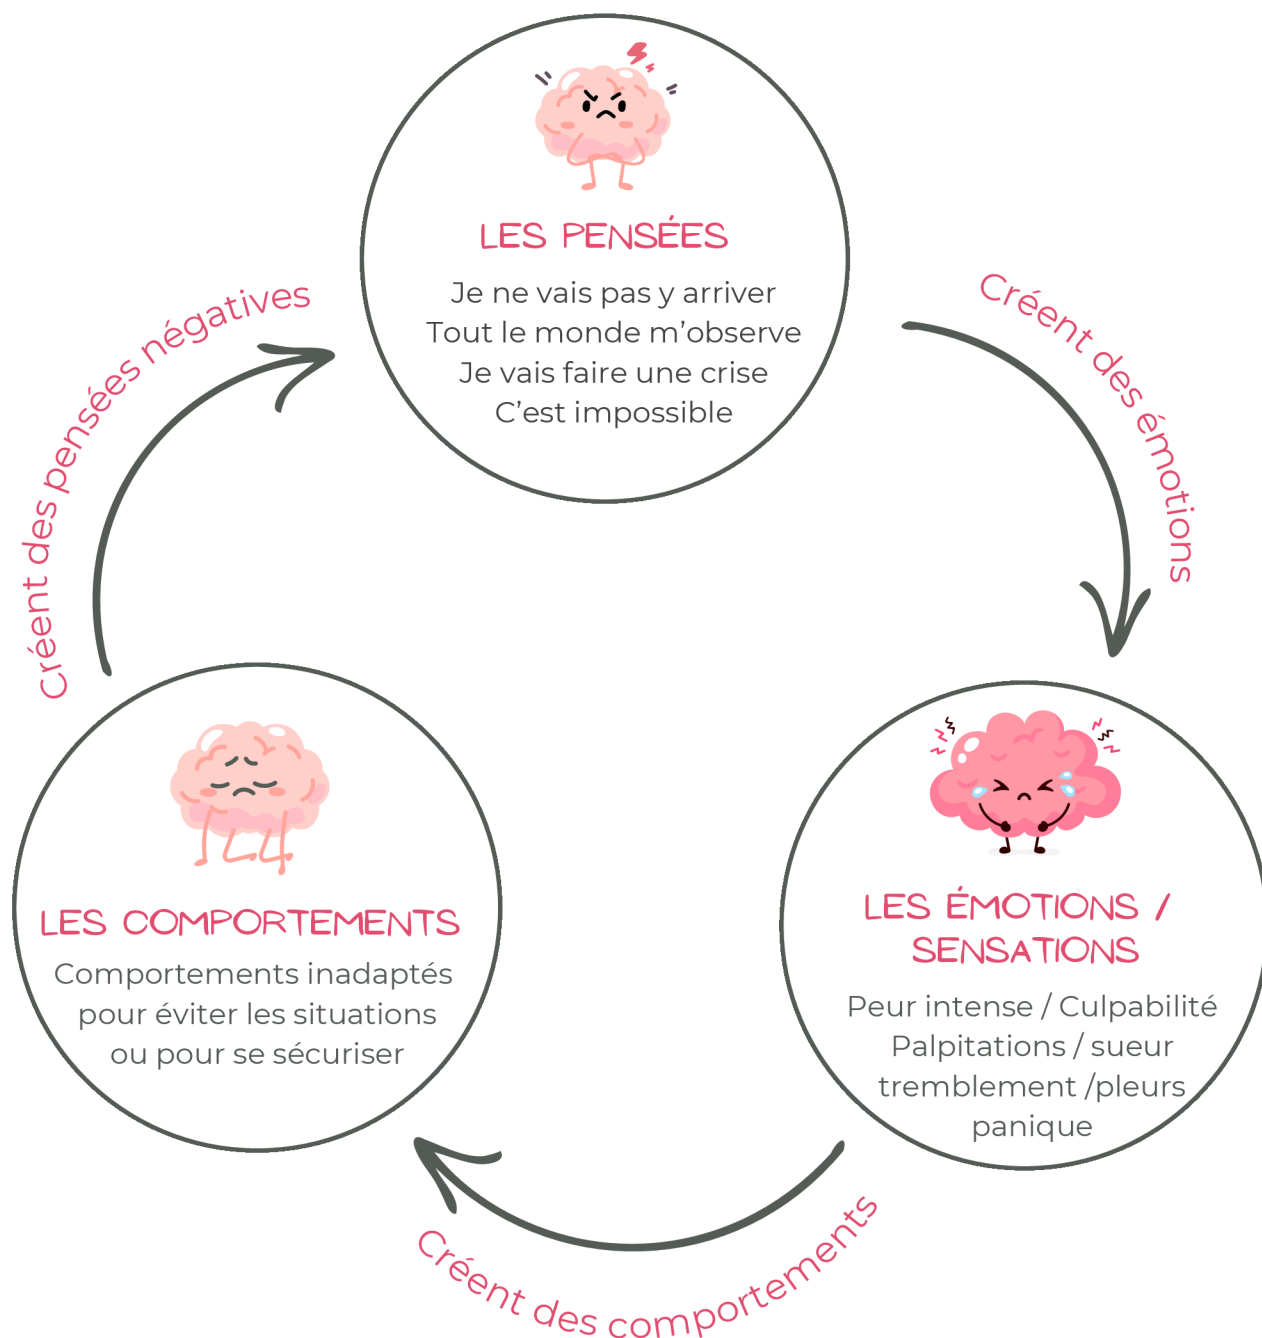 LES PENSÉES
Je ne vais pas y arriver
Tout le monde m’observe
Je vais faire une crise
C’est impossible
Créent des émotions
LES ÉMOTIONS /
SENSATIONS
Peur intense / Culpabilité
Palpitations / sueur
tremblement /pleurs
panique
Créent des comportements
LES COMPORTEMENTS
Comportements inadaptés
pour éviter les situations
ou pour se sécuriser
Créent des pensées négatives